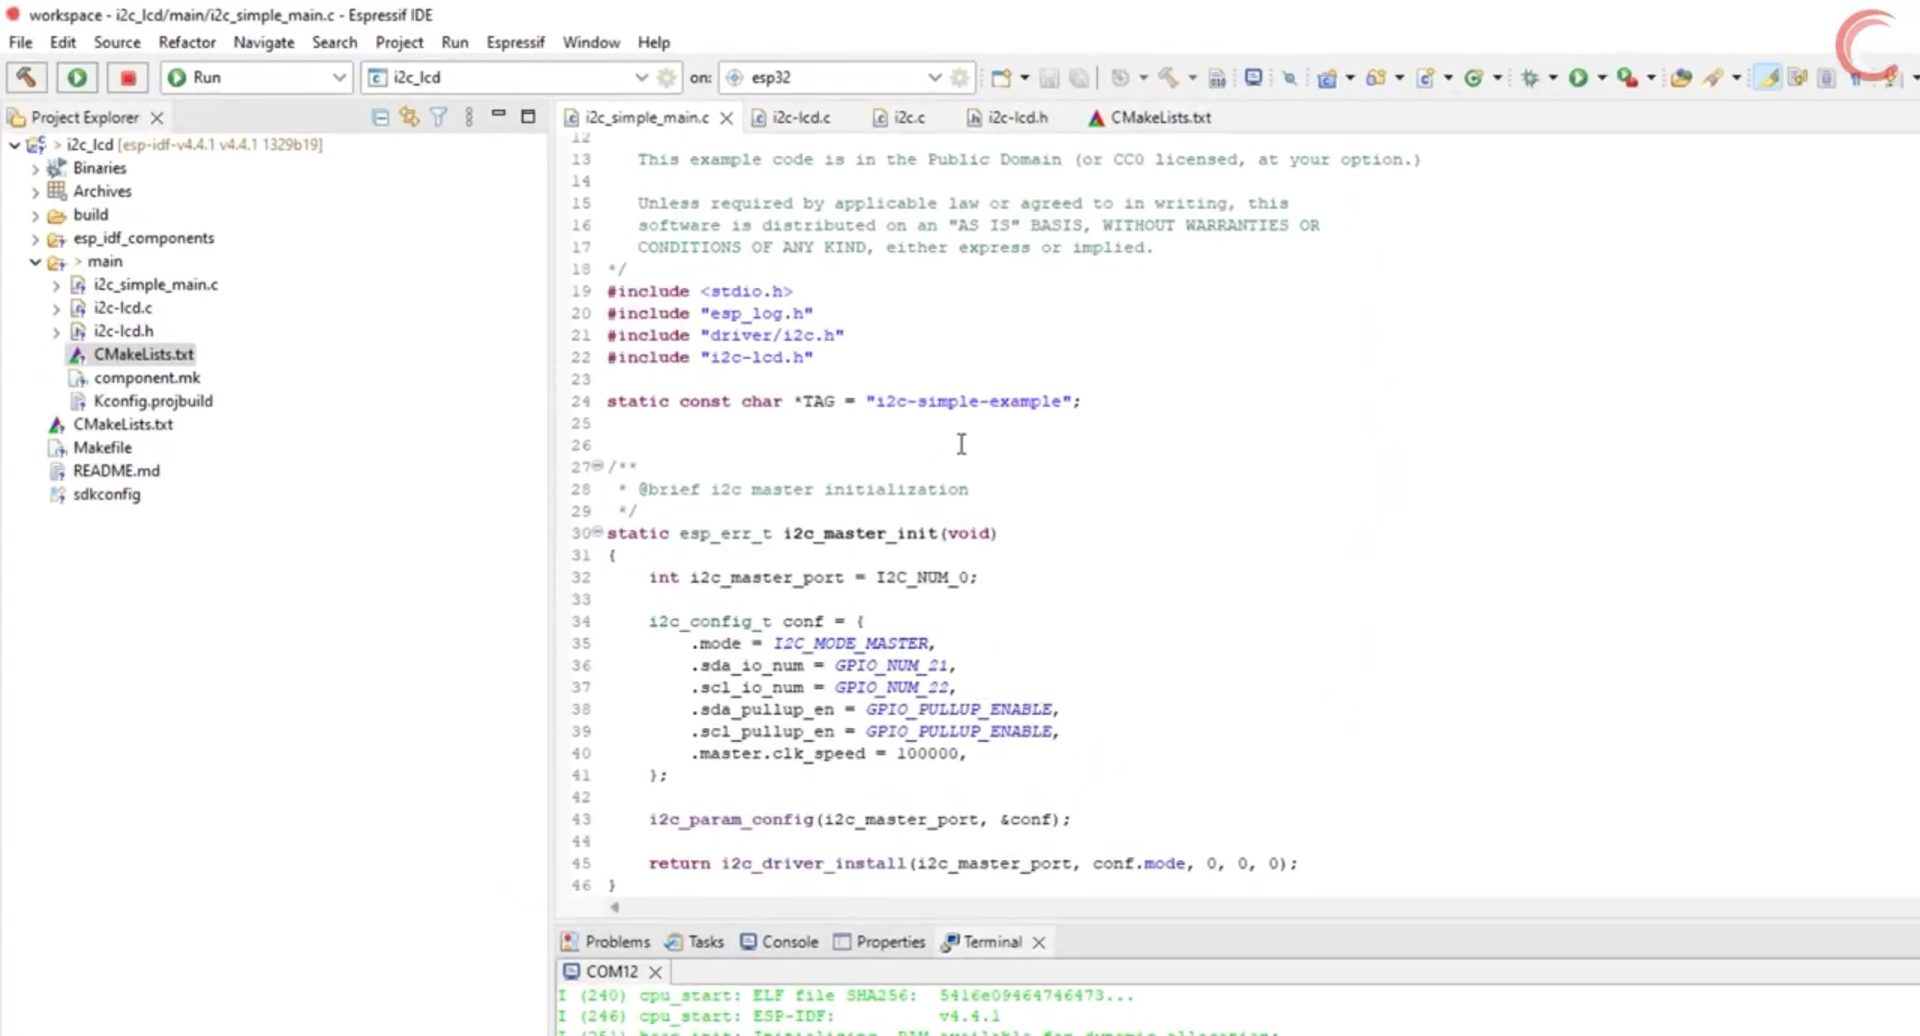 workspace - i2c_lcd/main/i2c_simple_main.c - Espressif IDE
File Edit Source Refactor Navigate Search Project Run Espressif Window Help
Run i2c_lcd on: esp32
Project Explorer
i2c_lcd [esp-idf-v4.4.1 v4.4.1 1329b19]
Binaries
Archives
build
esp_idf_components
main
i2c_simple_main.c
i2c-lcd.c
i2c-lcd.h
CMakeLists.txt
component.mk
Kconfig.projbuild
CMakeLists.txt
Makefile
README.md
sdkconfig
i2c_simple_main.c i2c-lcd.c i2c.c i2c-lcd.h CMakeLists.txt
12
13 This example code is in the Public Domain (or CC0 licensed, at your option.)
14
15 Unless required by applicable law or agreed to in writing, this
16 software is distributed on an "AS IS" BASIS, WITHOUT WARRANTIES OR
17 CONDITIONS OF ANY KIND, either express or implied.
18 */
19 #include <stdio.h>
20 #include "esp_log.h"
21 #include "driver/i2c.h"
22 #include "i2c-lcd.h"
23
24 static const char *TAG = "i2c-simple-example";
25
26
27 /**
28 * @brief i2c master initialization
29 */
30 static esp_err_t i2c_master_init(void)
31 {
32 int i2c_master_port = I2C_NUM_0;
33
34 i2c_config_t conf = {
35 .mode = I2C_MODE_MASTER,
36 .sda_io_num = GPIO_NUM_21,
37 .scl_io_num = GPIO_NUM_22,
38 .sda_pullup_en = GPIO_PULLUP_ENABLE,
39 .scl_pullup_en = GPIO_PULLUP_ENABLE,
40 .master.clk_speed = 100000,
41 };
42
43 i2c_param_config(i2c_master_port, &conf);
44
45 return i2c_driver_install(i2c_master_port, conf.mode, 0, 0, 0);
46 }
Problems Tasks Console Properties Terminal
COM12
I (240) cpu_start: ELF file SHA256: 5416e09464746473...
I (246) cpu_start: ESP-IDF: v4.4.1